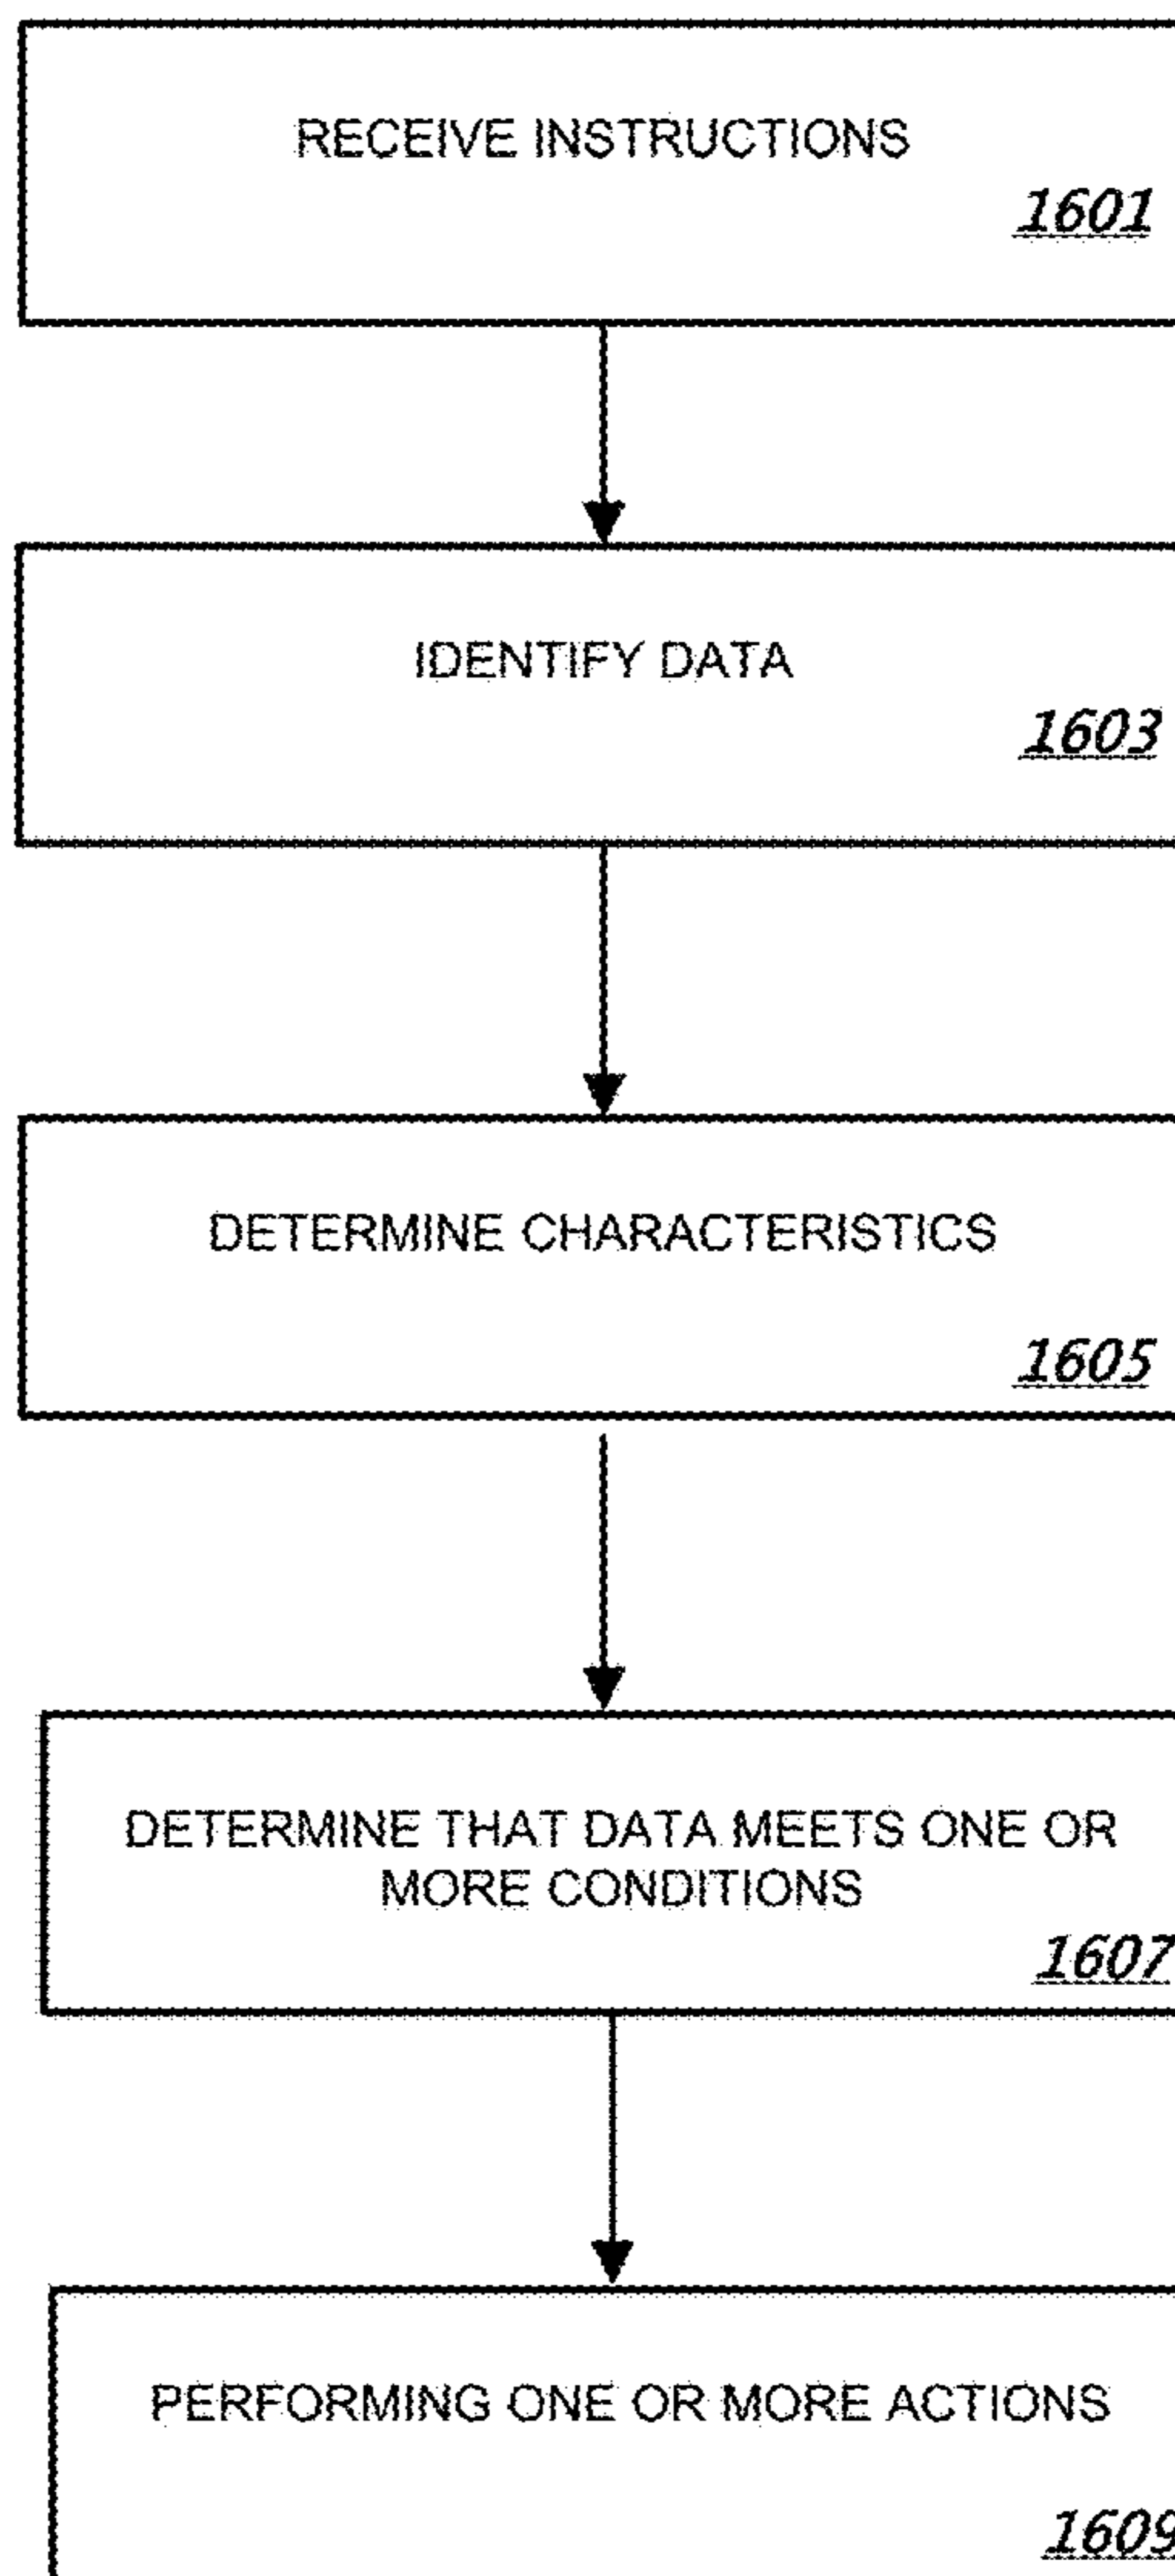 RECEIVE INSTRUCTIONS
1601
IDENTIFY DATA
1603
DETERMINE CHARACTERISTICS
1605
DETERMINE THAT DATA MEETS ONE OR
MORE CONDITIONS
1607
PERFORMING ONE OR MORE ACTIONS
1609